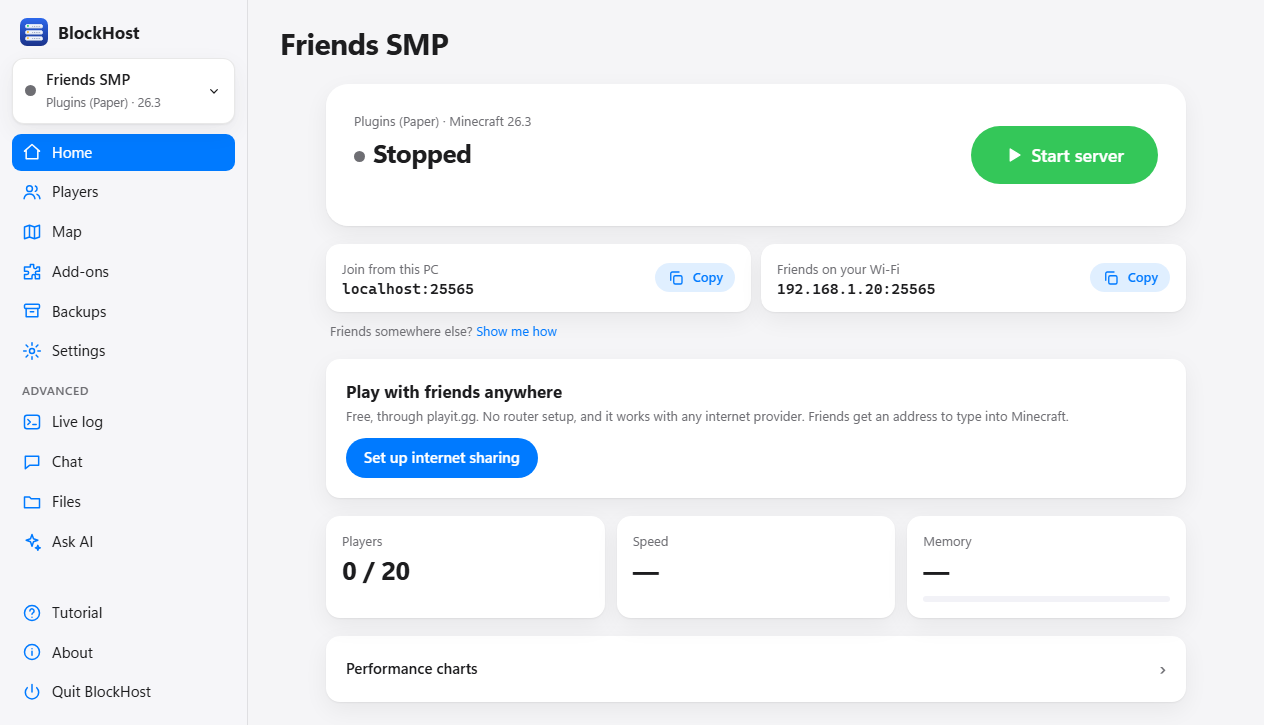 BlockHost
Friends SMP
Plugins (Paper) · 26.3
Home
Players
Map
Add-ons
Backups
Settings
ADVANCED
Live log
Chat
Files
Ask AI
Tutorial
About
Quit BlockHost
Friends SMP
Plugins (Paper) · Minecraft 26.3
Stopped
Start server
Join from this PC
localhost:25565
Copy
Friends on your Wi-Fi
192.168.1.20:25565
Copy
Friends somewhere else? Show me how
Play with friends anywhere
Free, through playit.gg. No router setup, and it works with any internet provider. Friends get an address to type into Minecraft.
Set up internet sharing
Players
0 / 20
Speed
—
Memory
—
Performance charts